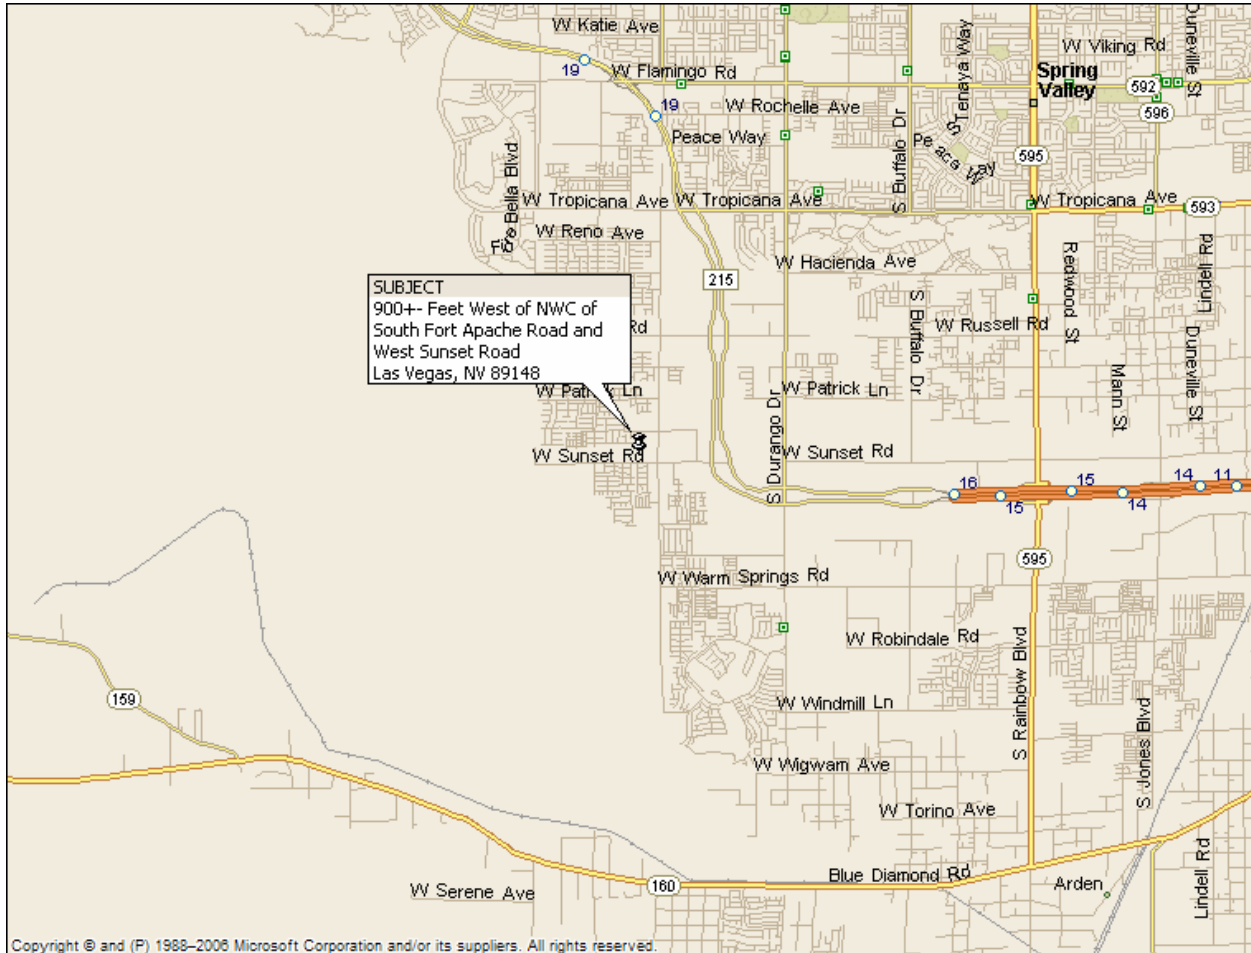 W Katie Ave
Duneville St
W Viking Rd
Tenaya Way
19
W Flamingo Rd
Spring
Valley
592
19
W Rochelle Ave
596
Peace Way
S Buffalo Dr
Peace Way
595
Fiore Bella Blvd
W Tropicana Ave
W Tropicana Ave
W Tropicana Ave
593
W Reno Ave
W Hacienda Ave
Redwood St
Lindell Rd
215
SUBJECT
900+- Feet West of NWC of
South Fort Apache Road and
West Sunset Road
Las Vegas, NV 89148
Rd
S Buffalo Dr
W Russell Rd
Duneville St
W Patrick Ln
W Patrick Ln
Mann St
S Durango Dr
W Sunset Rd
W Sunset Rd
16
15
15
14
14
11
595
W Warm Springs Rd
W Robindale Rd
S Rainbow Blvd
159
W Windmill Ln
S Jones Blvd
W Wigwam Ave
W Torino Ave
Lindell Rd
Blue Diamond Rd
160
W Serene Ave
Arden
Copyright © and (P) 1988–2006 Microsoft Corporation and/or its suppliers. All rights reserved.